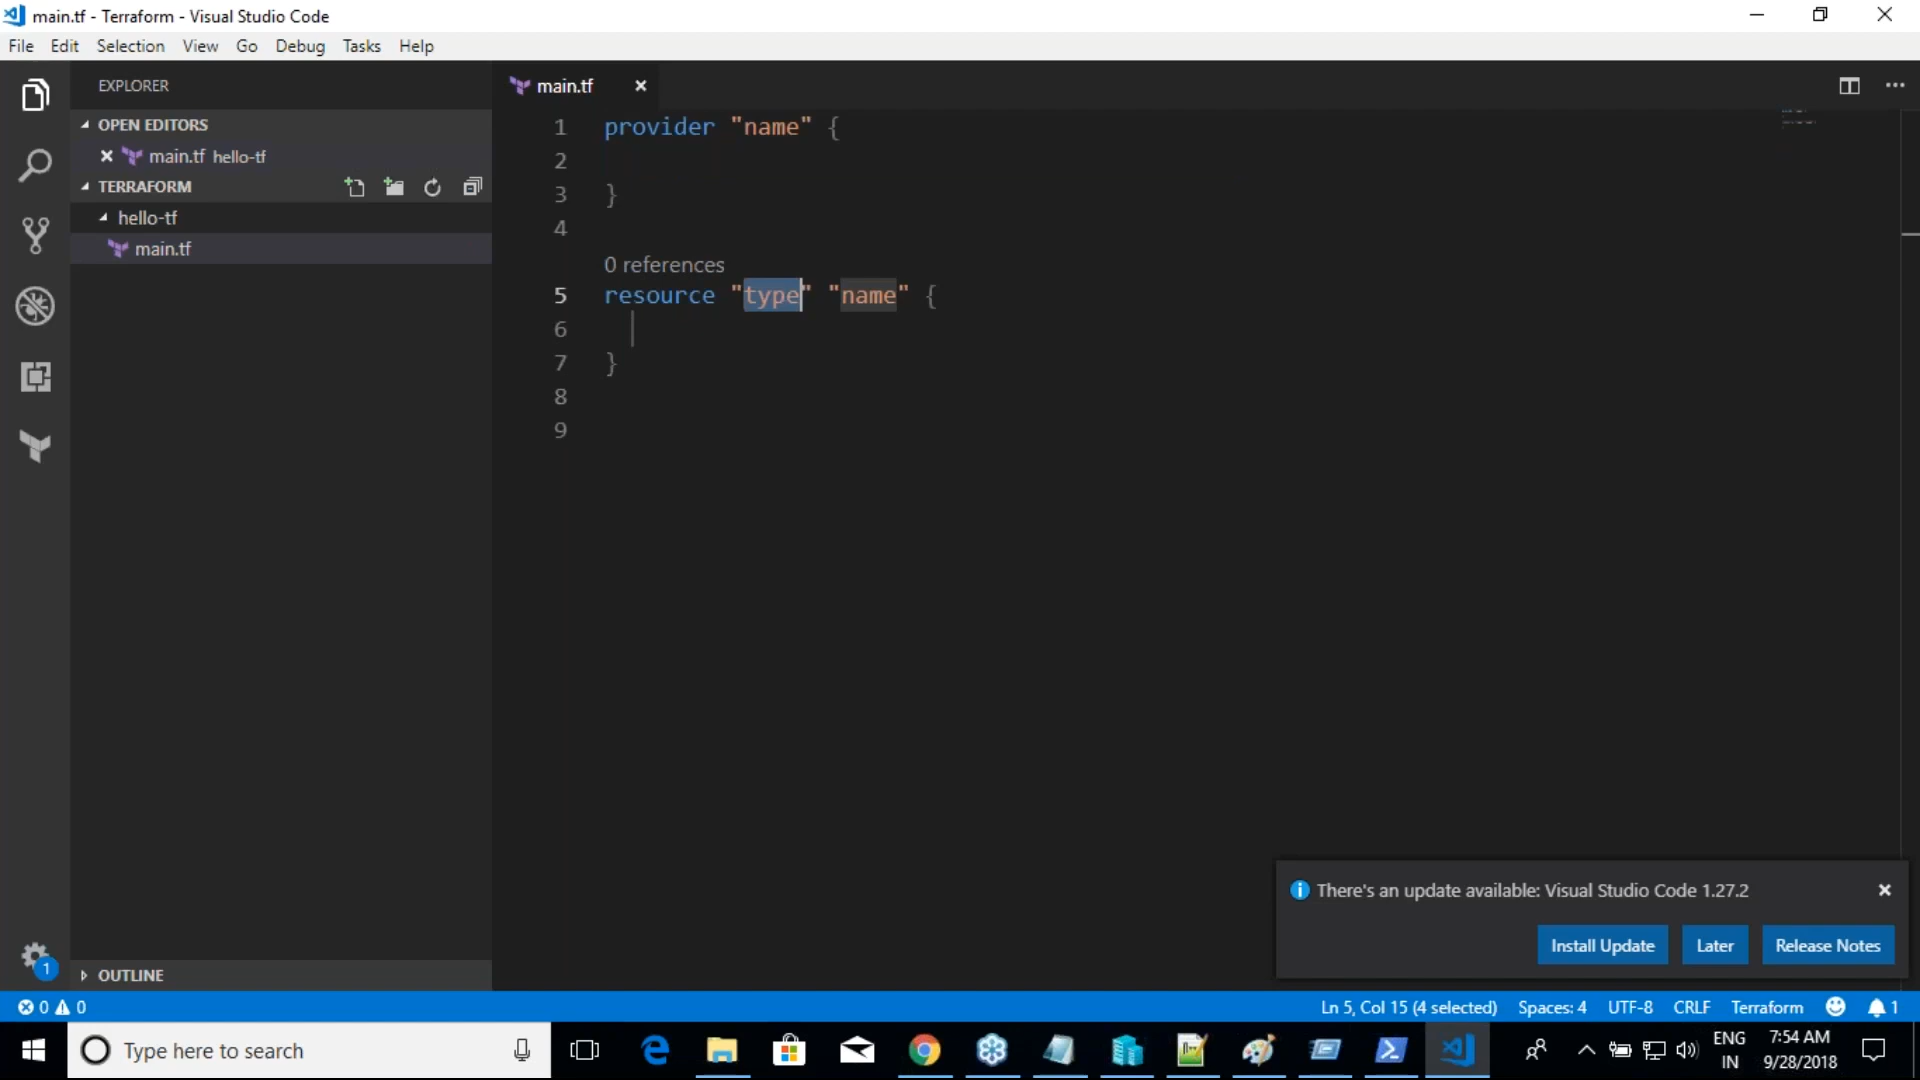 main.tf - Terraform - Visual Studio Code
File Edit Selection View Go Debug Tasks Help
EXPLORER
OPEN EDITORS
main.tf hello-tf
TERRAFORM
hello-tf
main.tf
OUTLINE
main.tf
1 provider "name" {
2
3 }
4
0 references
5 resource "type" "name" {
6
7 }
8
9
There's an update available: Visual Studio Code 1.27.2
Install Update Later Release Notes
1
0 0 Ln 5, Col 15 (4 selected) Spaces: 4 UTF-8 CRLF Terraform 1
Type here to search
ENG
IN
7:54 AM
9/28/2018